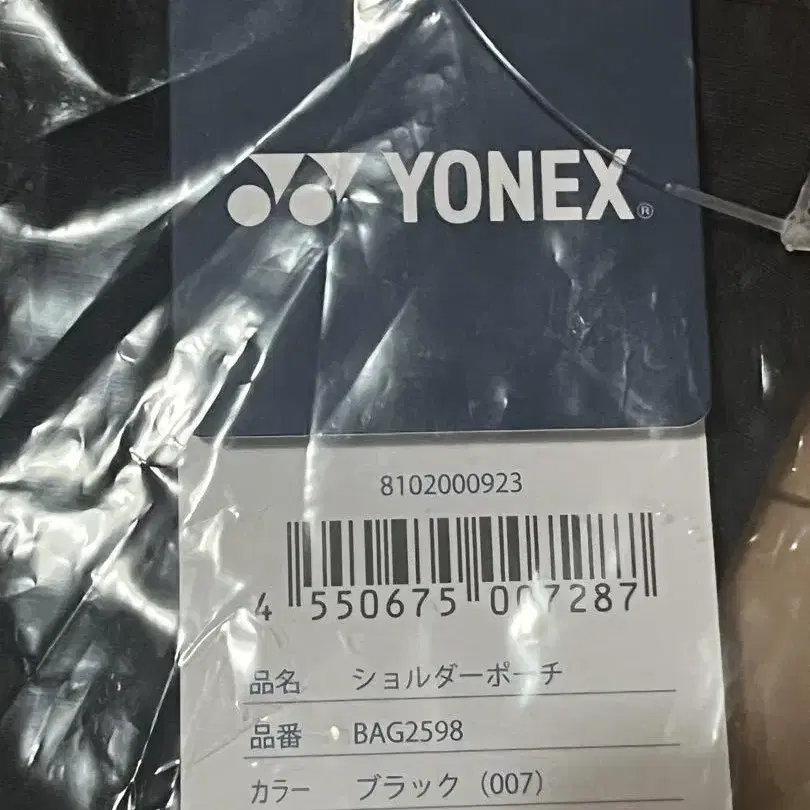 YONEX®
8102000923
4 550675 007287
品名 ショルダーポーチ
品番 BAG2598
カラー ブラック (007)